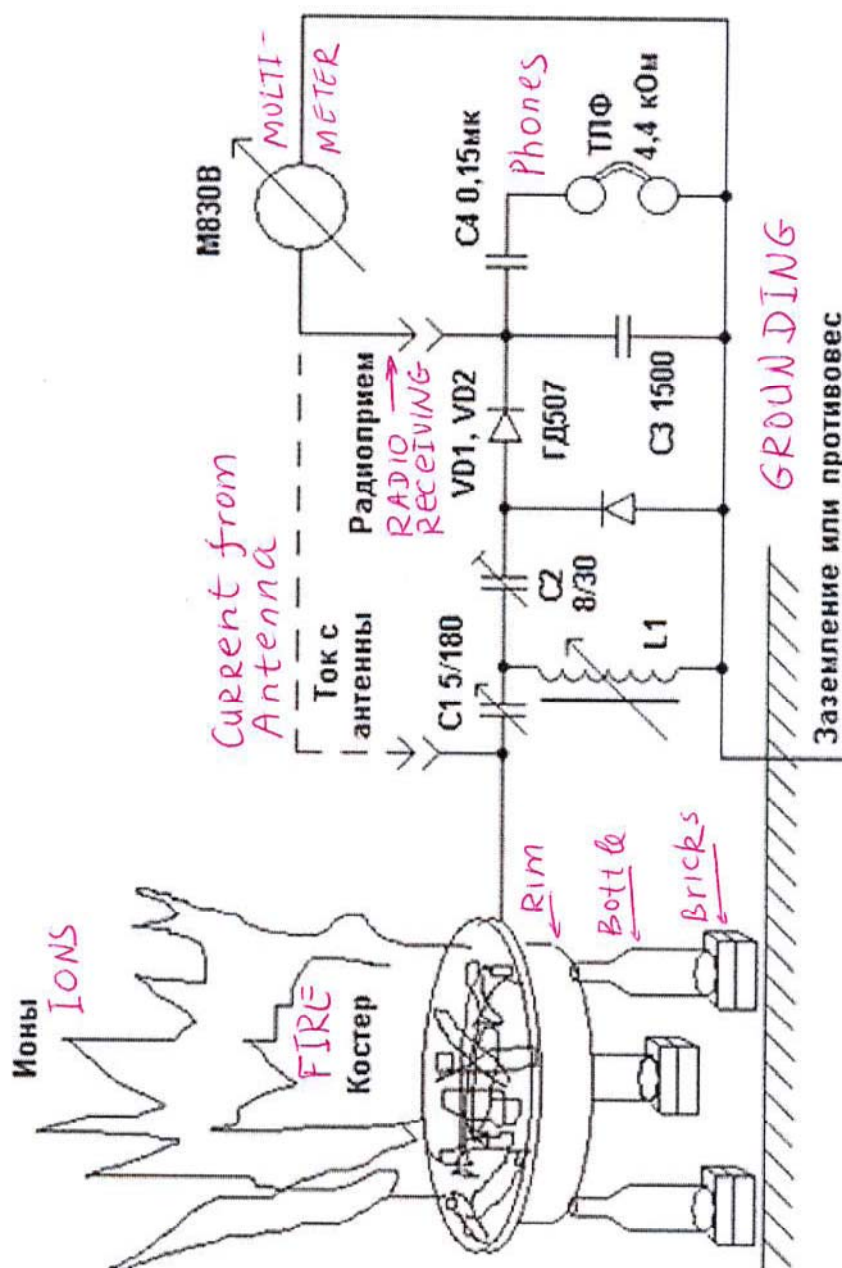 Ионы
IONS
FIRE
Костер
Rim
Bottle
Bricks
Current from
Antenna
Ток с
антенны
C1 5/180
C2
8/30
L1
Радиоприем
RADIO
ReceIVING
VD1, VD2
ГД507
C3 1500
М830В
MULTI-
METER
C4 0,15мк
Phones
ТЛФ
4,4 кОм
GROUNDING
Заземление или противовес